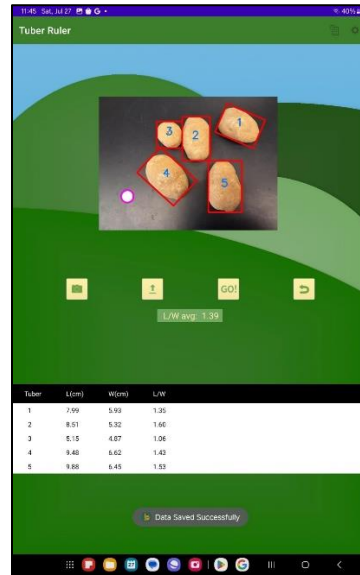 11:45 Sat, Jul 27 G • 40%
Tuber Ruler
1
3 2
4
5
GO!
L/W avg: 1.39
Tuber L(cm) W(cm) L/W
1 7.99 5.93 1.35
2 8.51 5.32 1.60
3 5.15 4.87 1.06
4 9.48 6.62 1.43
5 9.88 6.45 1.53
Data Saved Successfully